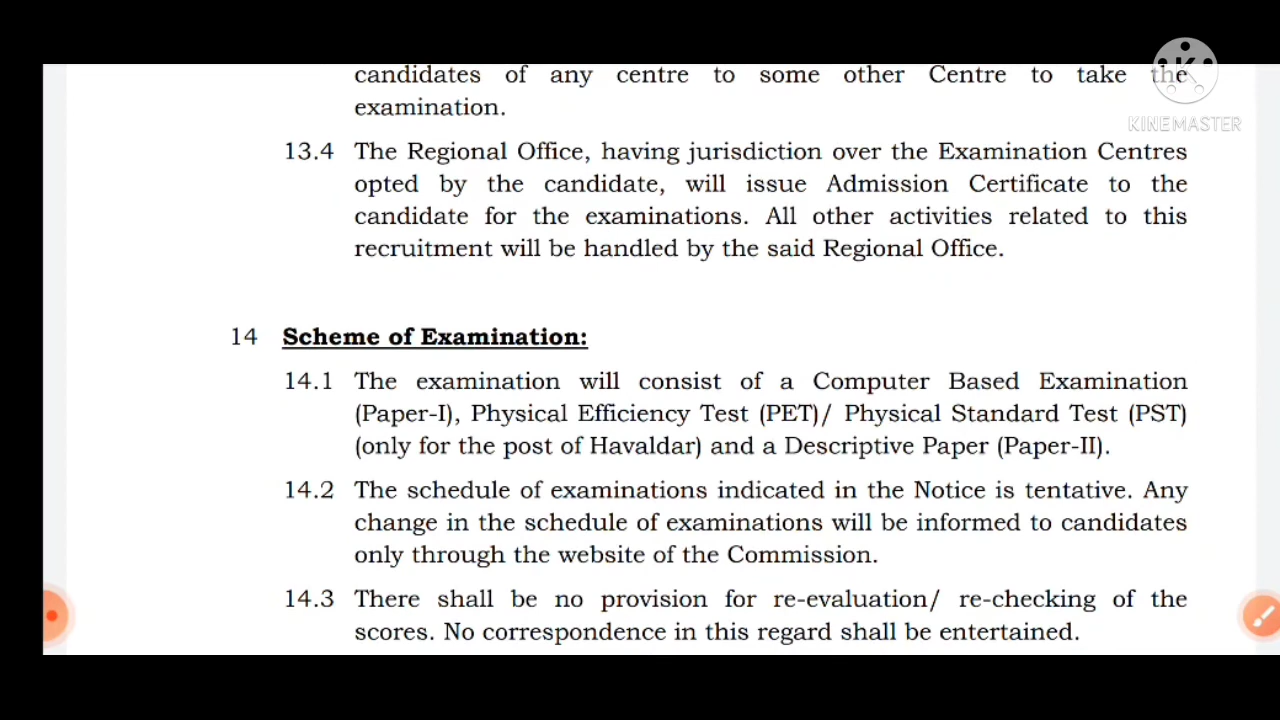 candidates of any centre to some other Centre to take the
examination.
KINEMASTER
13.4 The Regional Office, having jurisdiction over the Examination Centres
opted by the candidate, will issue Admission Certificate to the
candidate for the examinations. All other activities related to this
recruitment will be handled by the said Regional Office.
14 Scheme of Examination:
14.1 The examination will consist of a Computer Based Examination
(Paper-I), Physical Efficiency Test (PET)/ Physical Standard Test (PST)
(only for the post of Havaldar) and a Descriptive Paper (Paper-II).
14.2 The schedule of examinations indicated in the Notice is tentative. Any
change in the schedule of examinations will be informed to candidates
only through the website of the Commission.
14.3 There shall be no provision for re-evaluation/ re-checking of the
scores. No correspondence in this regard shall be entertained.